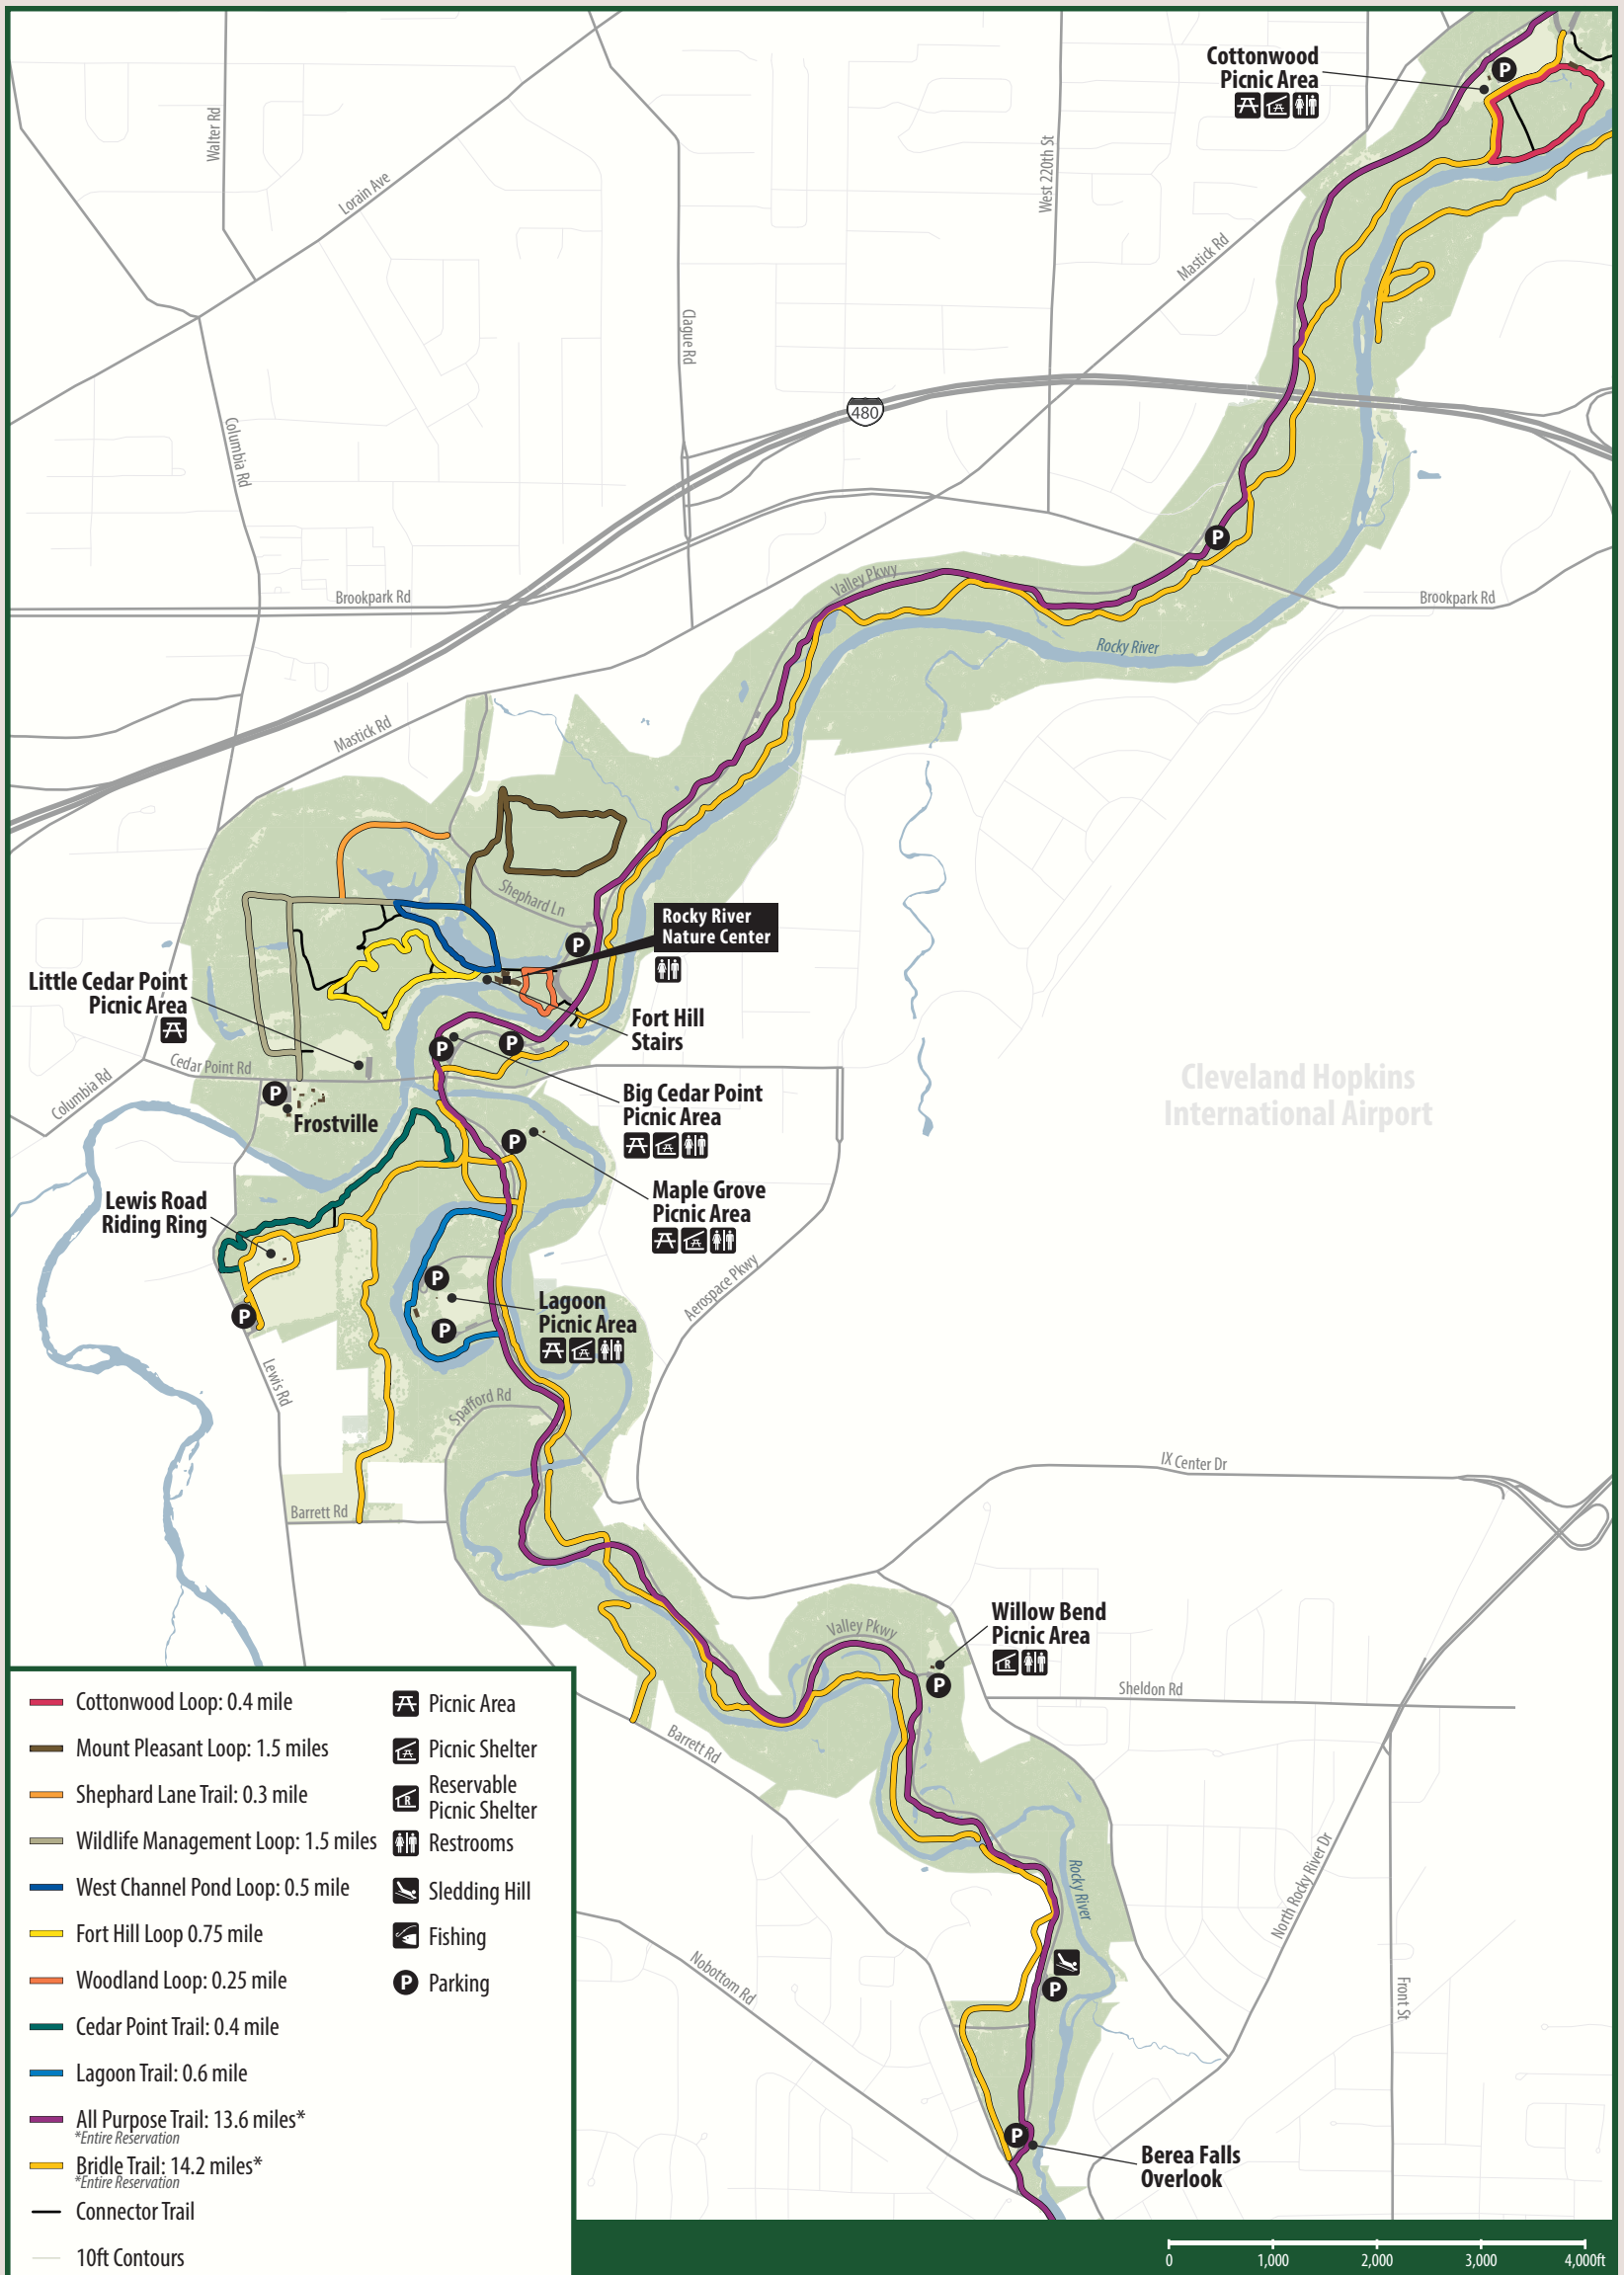 Cottonwood
Picnic Area
P
Walter Rd
Lorain Ave
West 220th St
Mastick Rd
Clague Rd
480
Columbia Rd
P
Valley Pkwy
Brookpark Rd
Brookpark Rd
Rocky River
Mastick Rd
Shephard Ln
Rocky River
Nature Center
P
Little Cedar Point
Picnic Area
Fort Hill
Stairs
P
P
Cedar Point Rd
Columbia Rd
P
Frostville
Big Cedar Point
Picnic Area
Cleveland Hopkins
International Airport
P
Maple Grove
Picnic Area
Lewis Road
Riding Ring
Aerospace Pkwy
P
Lagoon
Picnic Area
P
P
Lewis Rd
Spafford Rd
IX Center Dr
Barrett Rd
Willow Bend
Picnic Area
R
Valley Pkwy
P
Sheldon Rd
Barrett Rd
Rocky River
North Rocky River Dr
Nobottom Rd
P
Front St
P
Berea Falls
Overlook
Cottonwood Loop: 0.4 mile
Mount Pleasant Loop: 1.5 miles
Shephard Lane Trail: 0.3 mile
Wildlife Management Loop: 1.5 miles
West Channel Pond Loop: 0.5 mile
Fort Hill Loop 0.75 mile
Woodland Loop: 0.25 mile
Cedar Point Trail: 0.4 mile
Lagoon Trail: 0.6 mile
All Purpose Trail: 13.6 miles*
*Entire Reservation
Bridle Trail: 14.2 miles*
*Entire Reservation
Connector Trail
10ft Contours
Picnic Area
Picnic Shelter
R
Reservable
Picnic Shelter
Restrooms
Sledding Hill
Fishing
P
Parking
0 1,000 2,000 3,000 4,000ft